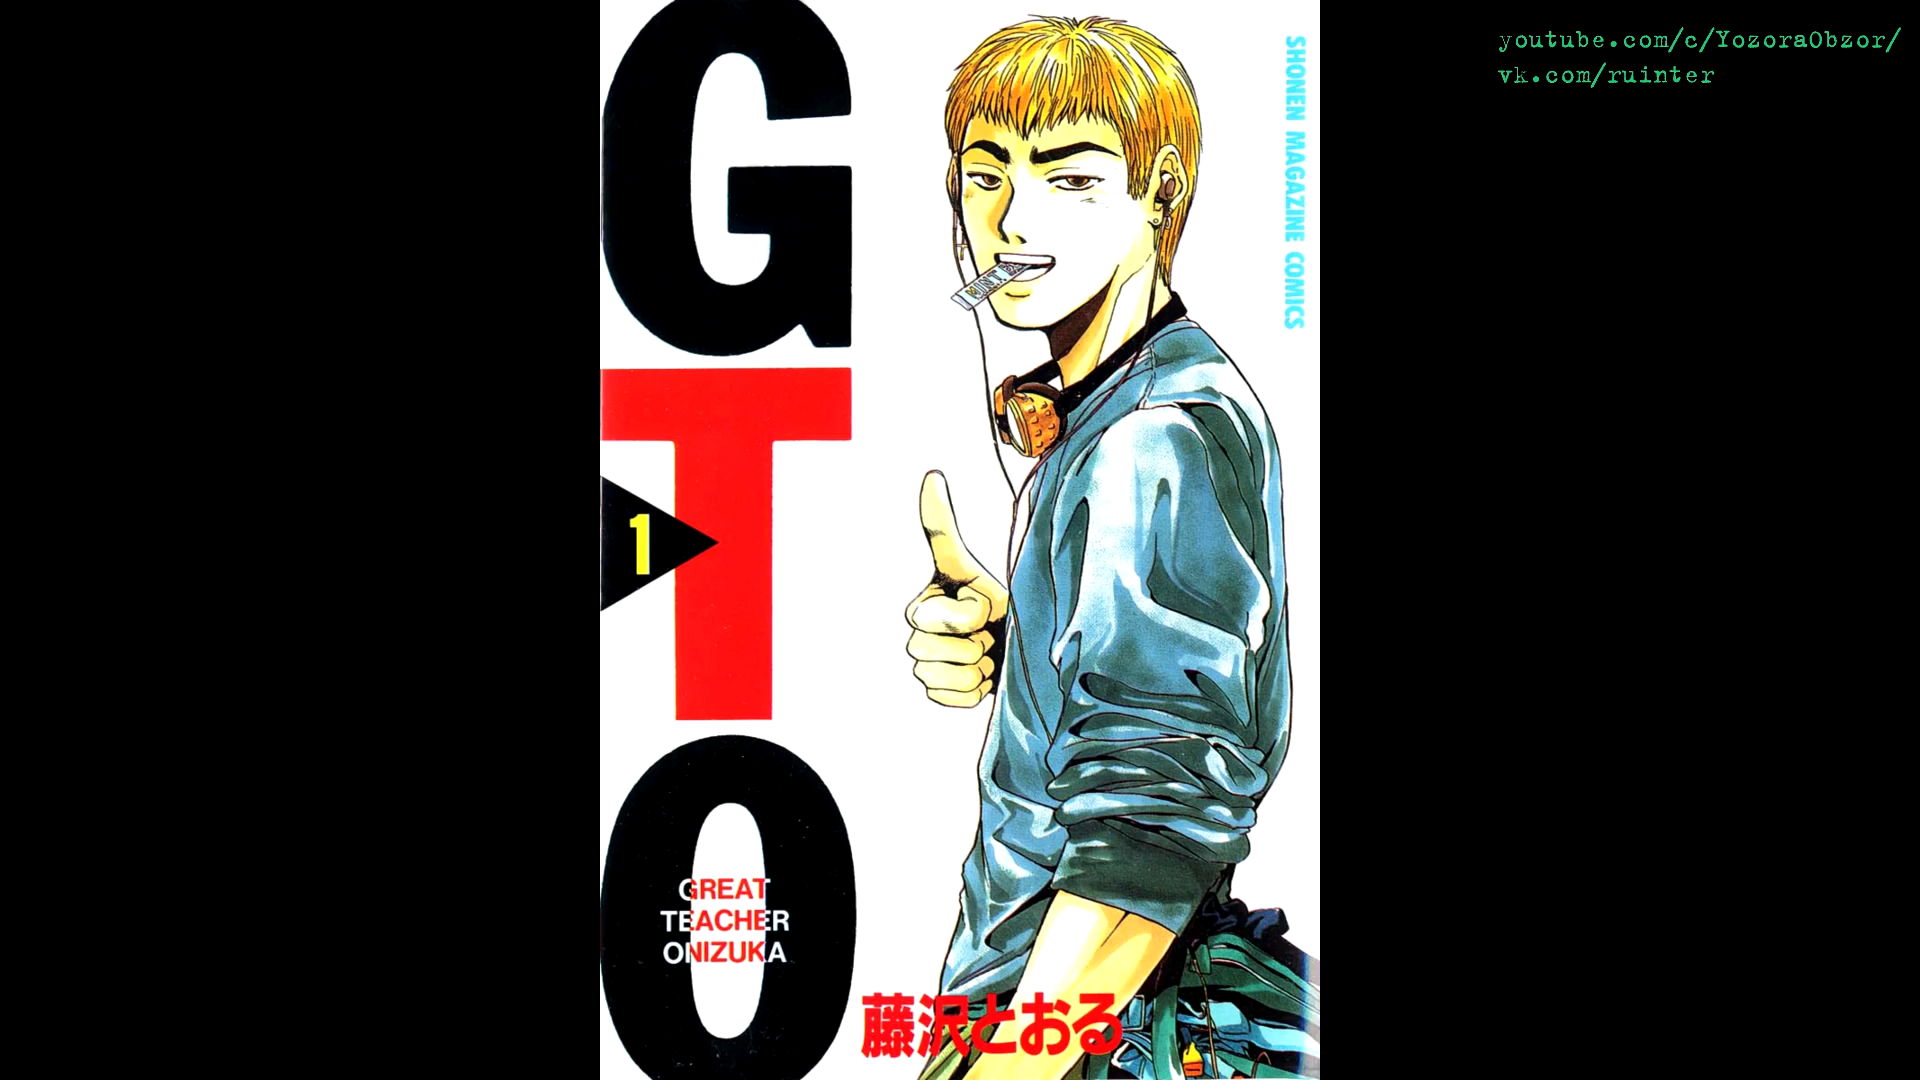 GTO
1
GREAT
TEACHER
ONIZUKA
MINT
SHONEN MAGAZINE COMICS
藤沢とおる
youtube.com/c/YozoraObzor/
vk.com/ruinter